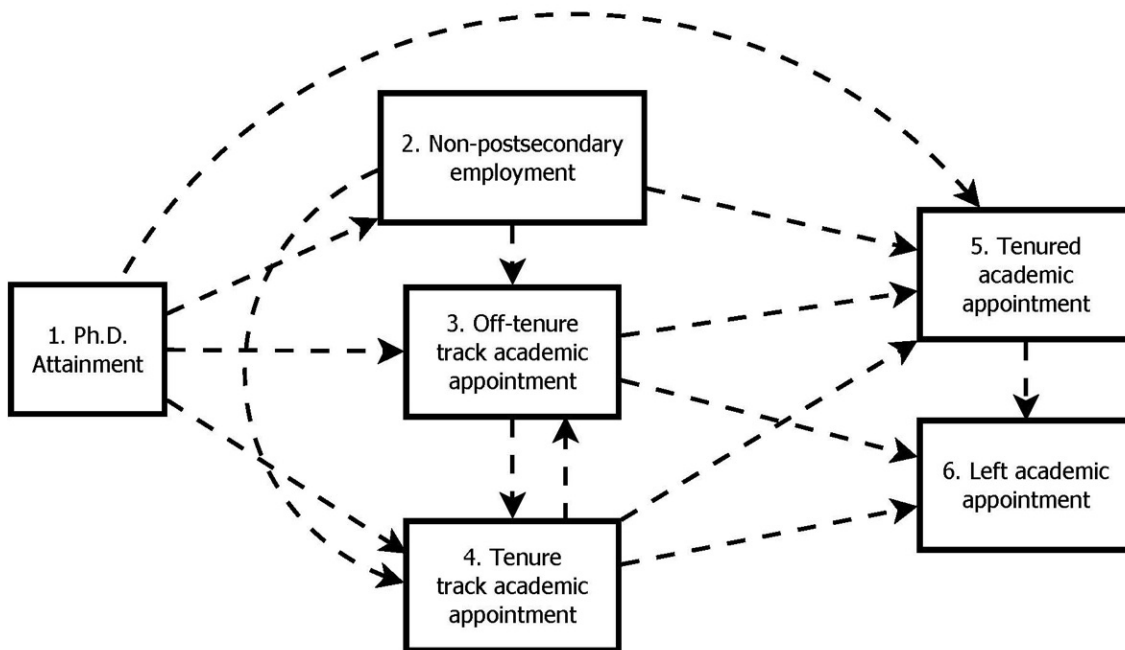 2. Non-postsecondary
employment
1. Ph.D.
Attainment
3. Off-tenure
track academic
appointment
4. Tenure
track academic
appointment
5. Tenured
academic
appointment
6. Left academic
appointment